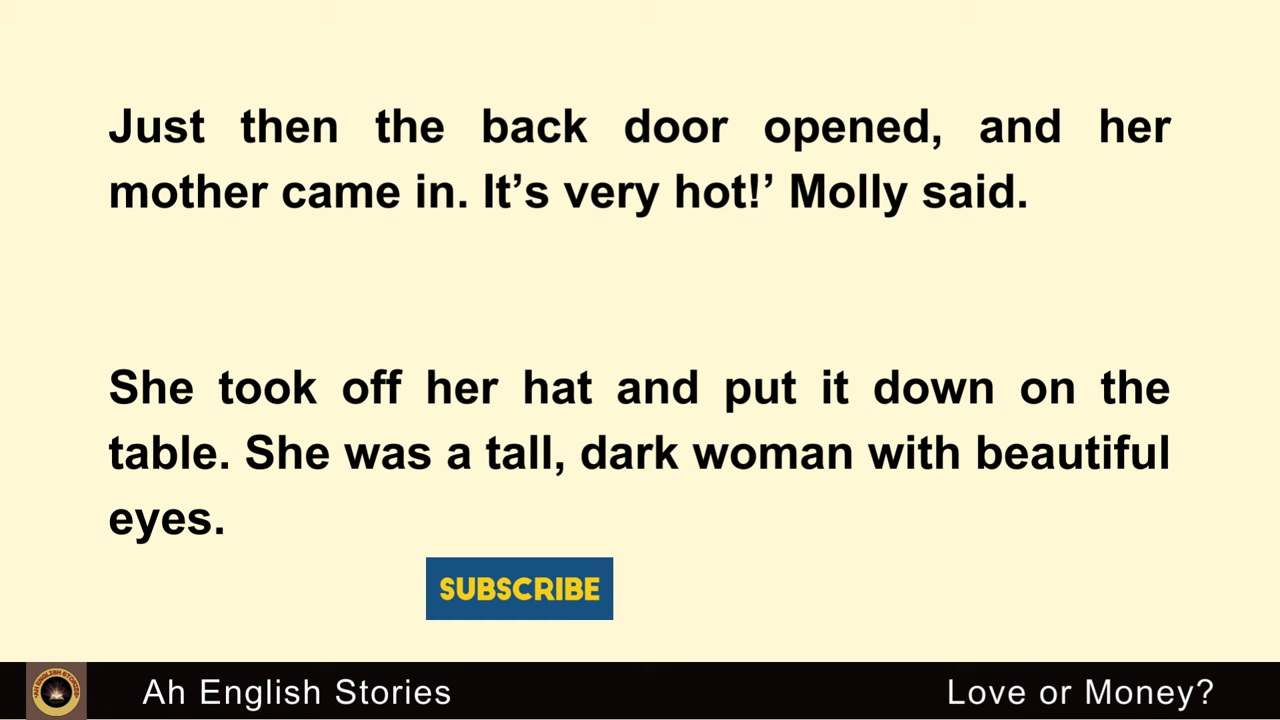 Just then the back door opened, and her
mother came in. It’s very hot!’ Molly said.
She took off her hat and put it down on the
table. She was a tall, dark woman with beautiful
eyes.
SUBSCRIBE
Ah English Stories
Love or Money?